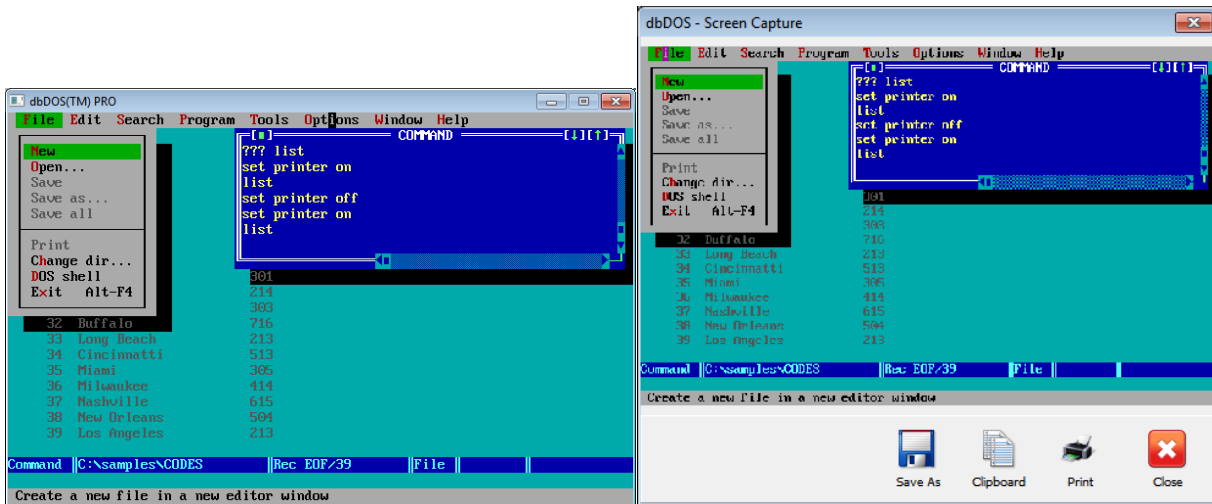 dbDOS(TM) PRO
File Edit Search Program Tools Options Window Help
[■] COMMAND [↓][↑]
New
Open...
Save
Save as...
Save all
Print
Change dir...
DOS shell
Exit Alt-F4
??? list
set printer on
list
set printer off
set printer on
list
301
214
303
32 Buffalo 716
33 Long Beach 213
34 Cincinnatti 513
35 Miami 305
36 Milwaukee 414
37 Nashville 615
38 New Orleans 504
39 Los Angeles 213
Command C:\samples\CODES Rec EOF/39 File
Create a new file in a new editor window
dbDOS - Screen Capture
File Edit Search Program Tools Options Window Help
[■] COMMAND [↓][↑]
New
Open...
Save
Save as...
Save all
Print
Change dir...
DOS shell
Exit Alt-F4
??? list
set printer on
list
set printer off
set printer on
list
301
214
303
32 Buffalo 716
33 Long Beach 213
34 Cincinnatti 513
35 Miami 305
36 Milwaukee 414
37 Nashville 615
38 New Orleans 504
39 Los Angeles 213
Command C:\samples\CODES Rec EOF/39 File
Create a new file in a new editor window
Save As Clipboard Print Close